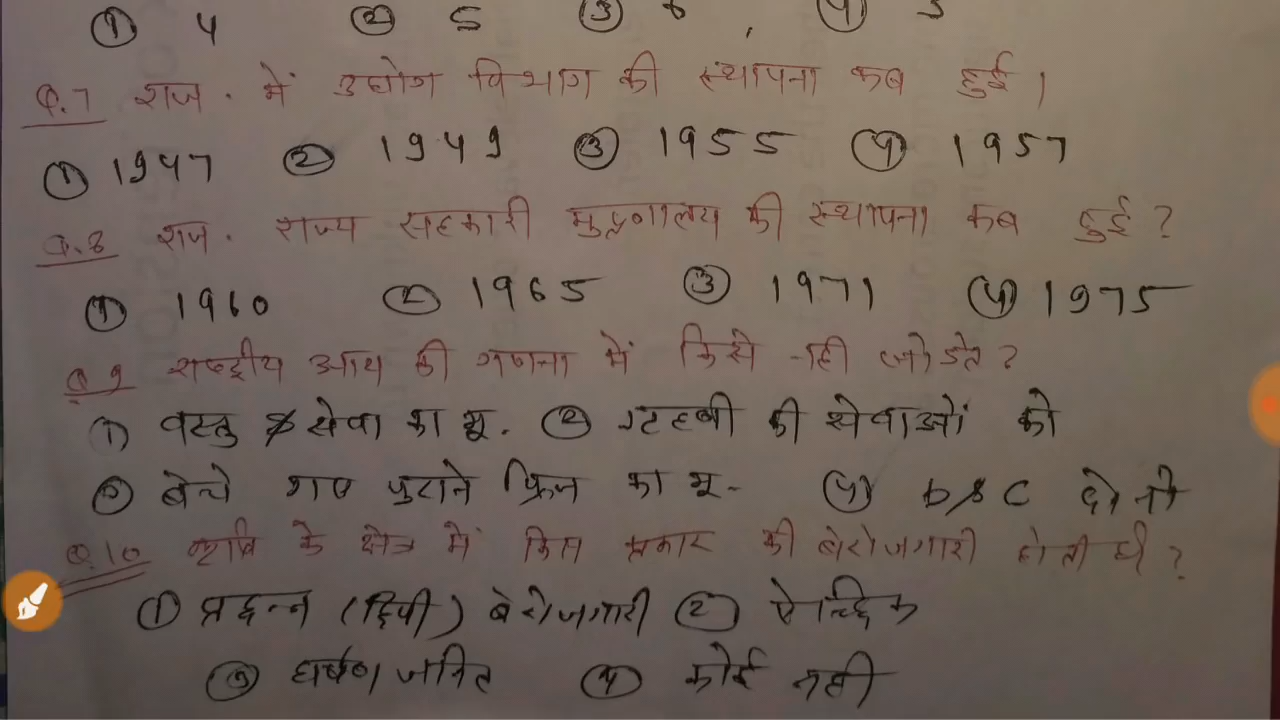 ① 4 ② 5 ③ 6 ④
Q.7 राज. में उद्योग विभाग की स्थापना कब हुई।
① 1947 ② 1949 ③ 1955 ④ 1957
Q.8 राज. राज्य सहकारी मुद्रणालय की स्थापना कब हुई?
① 1960 ② 1965 ③ 1971 ④ 1975
Q 9 राष्ट्रीय आय की गणना में किसे नही जोडते?
① वस्तु & सेवा का मू. ② गृहणी की सेवाओं को
③ बेचे गए पुराने फ्रिज का मू- ④ b & c दोनो
Q.10 कृषि के क्षेत्र में किस प्रकार की बेरोजगारी होती है?
① प्रछन्न (छिपी) बेरोजगारी ② ऐच्छिक
③ घर्षण जनित ④ कोई नही